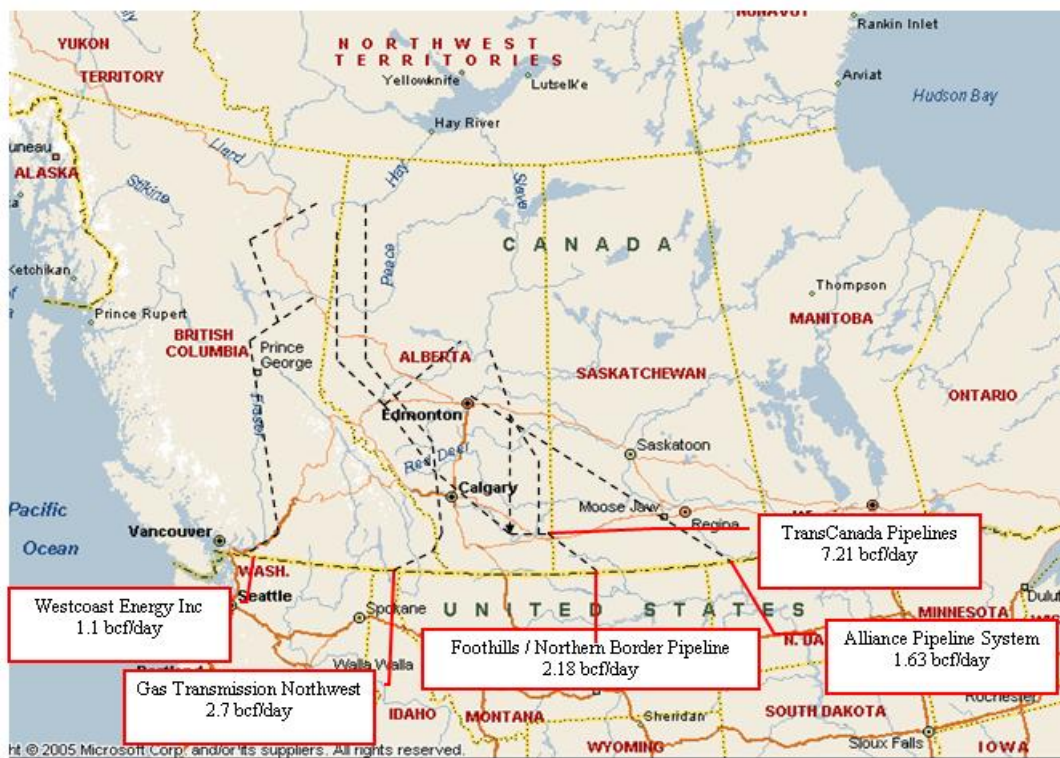 NUNAVUT
Rankin Inlet
YUKON
TERRITORY
NORTHWEST
TERRITORIES
Yellowknife
Lutselk'e
Arviat
Hudson Bay
Hay River
Liard
Hay
Slave
uneau
ALASKA
Stikine
Peace
CANADA
Ketchikan
of
Prince Rupert
Thompson
MANITOBA
BRITISH
COLUMBIA
Prince
George
ALBERTA
SASKATCHEWAN
ONTARIO
Fraser
Edmonton
Red Deer
Saskatoon
Calgary
Moose Jaw
Regina
Pacific
Ocean
Vancouver
TransCanada Pipelines
7.21 bcf/day
WASH.
Seattle
Spokane
UNITED STATES
MINNESOTA
Dulut
Westcoast Energy Inc
1.1 bcf/day
Foothills / Northern Border Pipeline
2.18 bcf/day
N. DA
Alliance Pipeline System
1.63 bcf/day
Walla Walla
Gas Transmission Northwest
2.7 bcf/day
IDAHO
MONTANA
Sheridan
SOUTH DAKOTA
Rochester
WYOMING
Sioux Falls
IOWA
ht © 2005 Microsoft Corp. and/or its suppliers. All rights reserved.